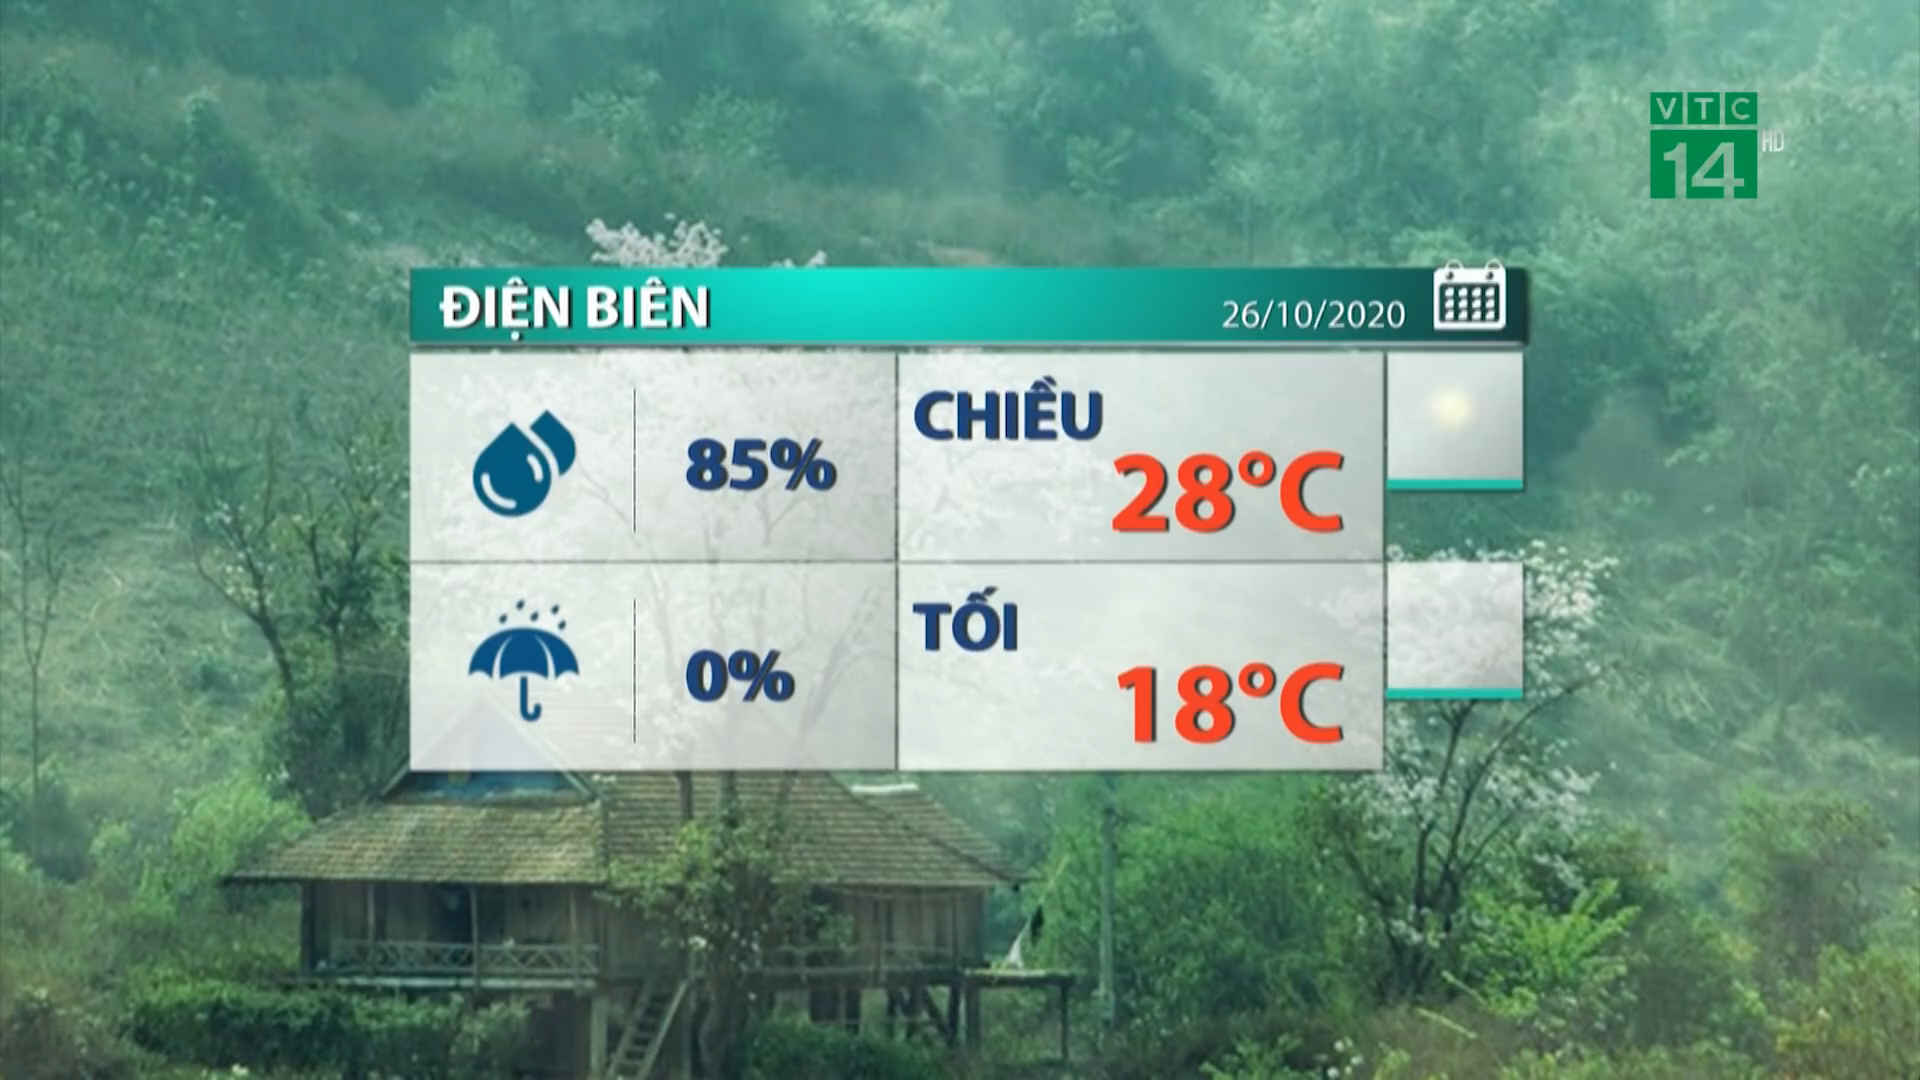 VTC
14 HD
ĐIỆN BIÊN
26/10/2020
85%
CHIỀU
28°C
0%
TỐI
18°C